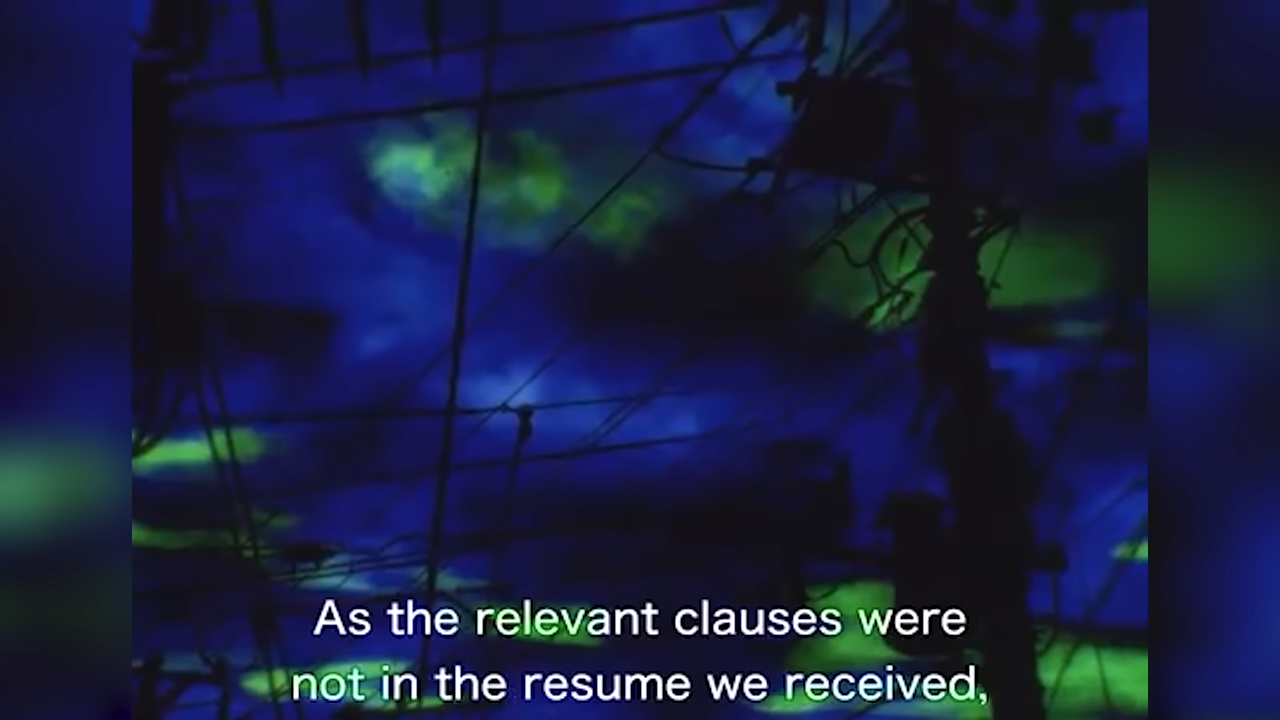 As the relevant clauses were
not in the resume we received,